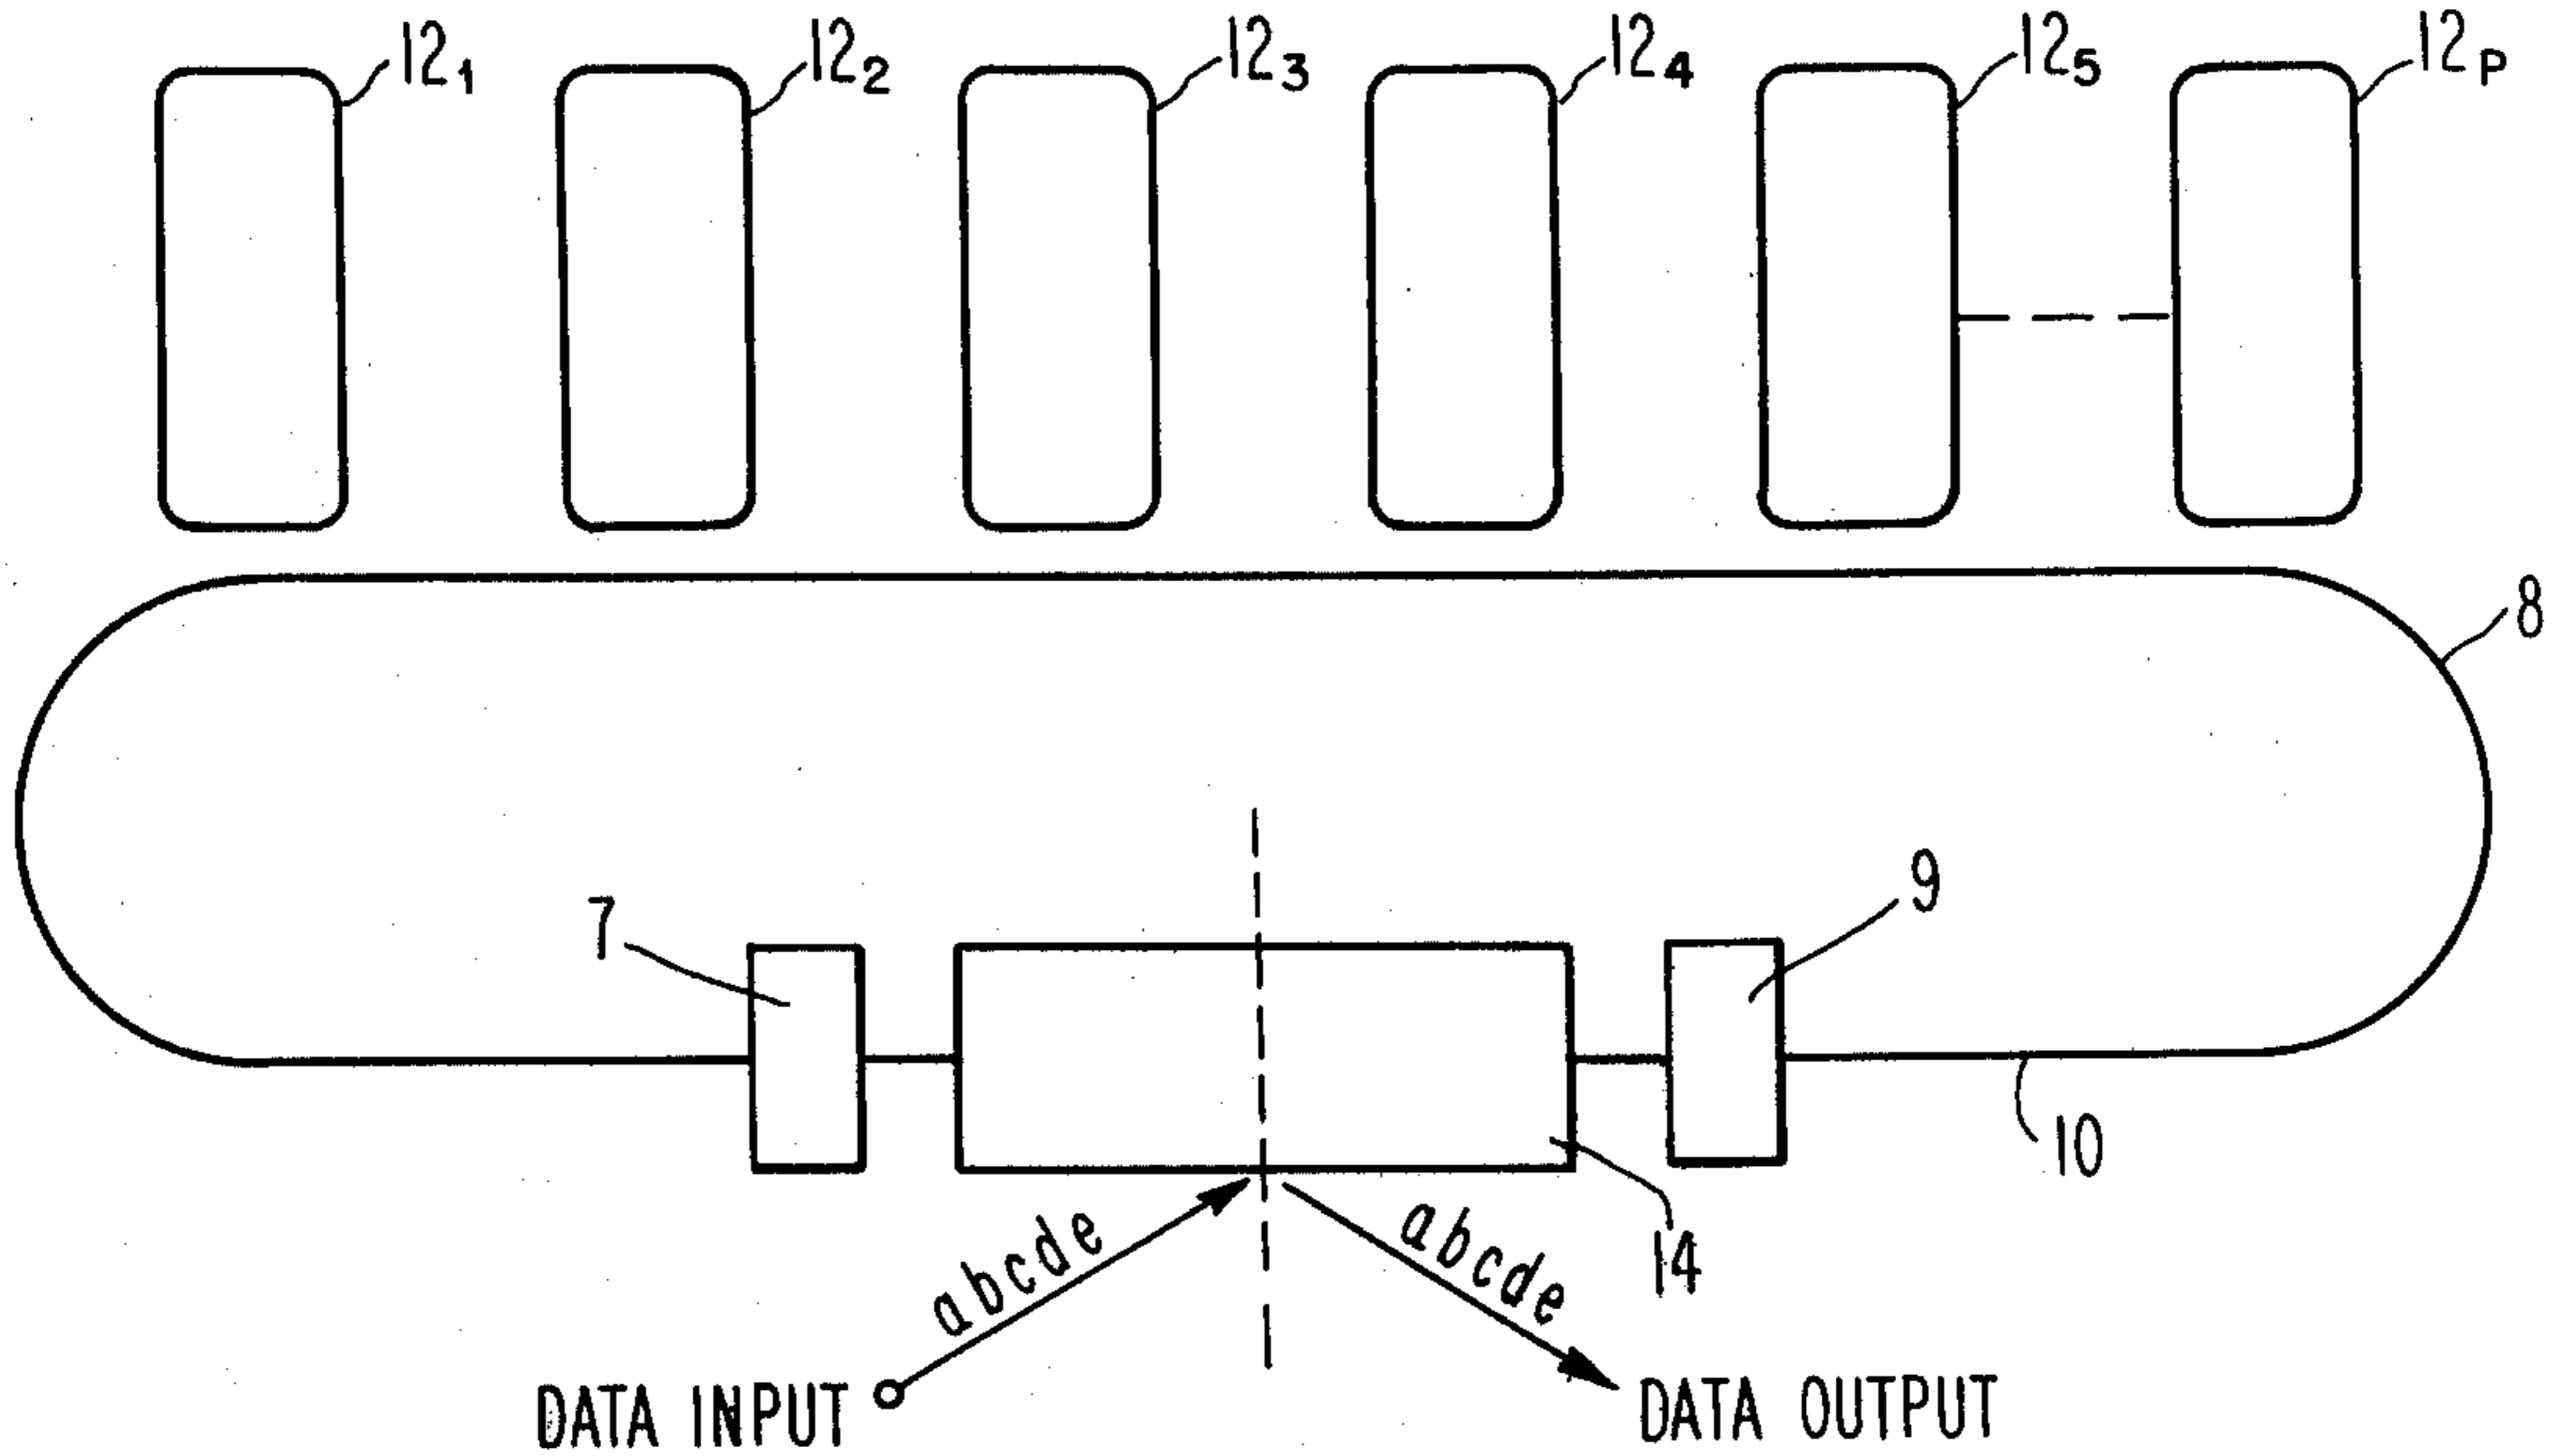 12₁ 12₂ 12₃ 12₄ 12₅ 12ₚ
8
7 9
10
14
abcde abcde
DATA INPUT DATA OUTPUT